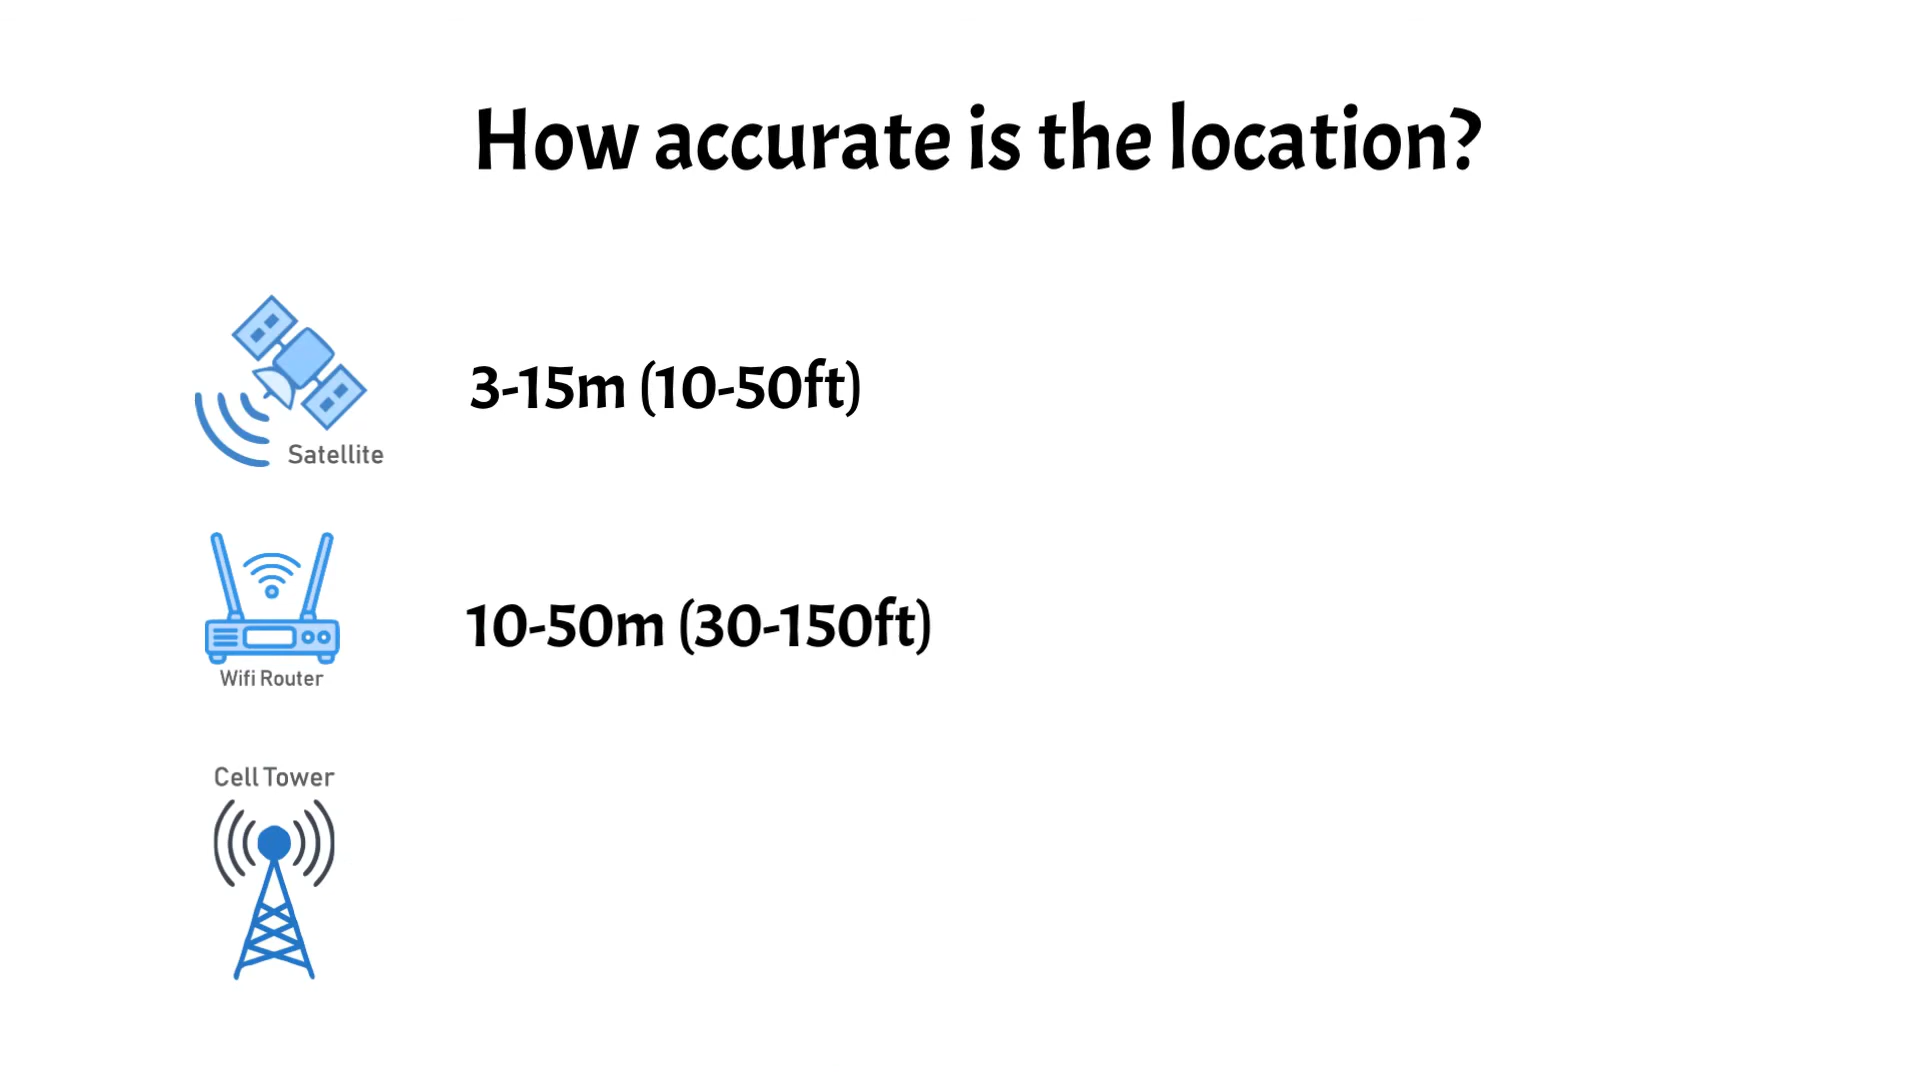 How accurate is the location?
3-15m (10-50ft)
Satellite
10-50m (30-150ft)
Wifi Router
Cell Tower